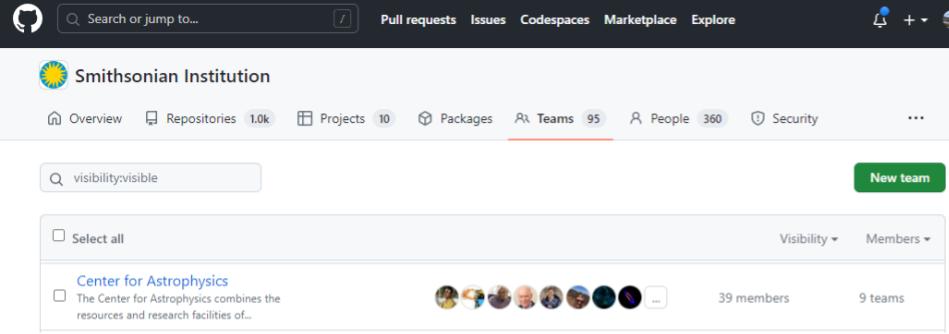 Search or jump to... /
Pull requests Issues Codespaces Marketplace Explore
Smithsonian Institution
Overview Repositories 1.0k Projects 10 Packages Teams 95 People 360 Security ...
visibility:visible
New team
Select all Visibility Members
Center for Astrophysics
The Center for Astrophysics combines the
resources and research facilities of...
... 39 members 9 teams